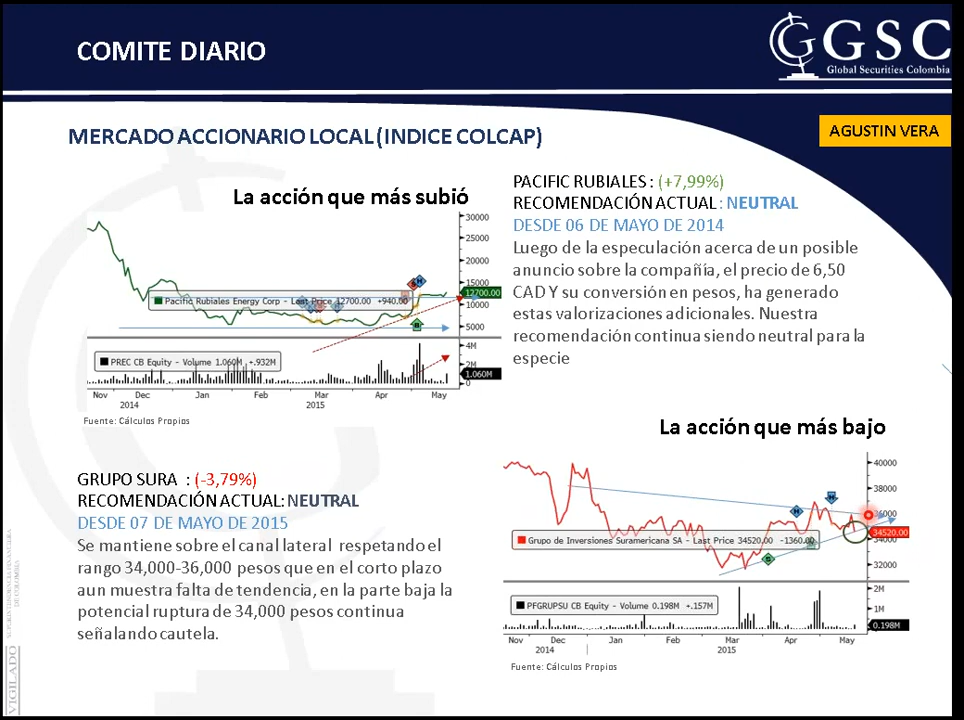 COMITE DIARIO
GSC
Global Securities Colombia
MERCADO ACCIONARIO LOCAL (INDICE COLCAP)
AGUSTIN VERA
La acción que más subió
30000
25000
20000
15000
12700.00
10000
5000
Pacific Rubiales Energy Corp - Last Price 12700.00 +940.00
4M
2M
1.060M
0
PREC CB Equity - Volume 1.060M +.932M
Nov Dec Jan Feb Mar Apr May
2014 2015
Fuente: Cálculos Propios
PACIFIC RUBIALES : (+7,99%)
RECOMENDACIÓN ACTUAL : NEUTRAL
DESDE 06 DE MAYO DE 2014
Luego de la especulación acerca de un posible
anuncio sobre la compañía, el precio de 6,50
CAD Y su conversión en pesos, ha generado
estas valorizaciones adicionales. Nuestra
recomendación continua siendo neutral para la
especie
GRUPO SURA : (-3,79%)
RECOMENDACIÓN ACTUAL: NEUTRAL
DESDE 07 DE MAYO DE 2015
Se mantiene sobre el canal lateral respetando el
rango 34,000-36,000 pesos que en el corto plazo
aun muestra falta de tendencia, en la parte baja la
potencial ruptura de 34,000 pesos continua
señalando cautela.
La acción que más bajo
40000
38000
36000
34520.00
34000
32000
Grupo de Inversiones Suramericana SA - Last Price 34520.00 -1360.00
2M
1M
0.198M
PFGRUPSU CB Equity - Volume 0.198M +.157M
Nov Dec Jan Feb Mar Apr May
2014 2015
Fuente: Cálculos Propios
VIGILADO